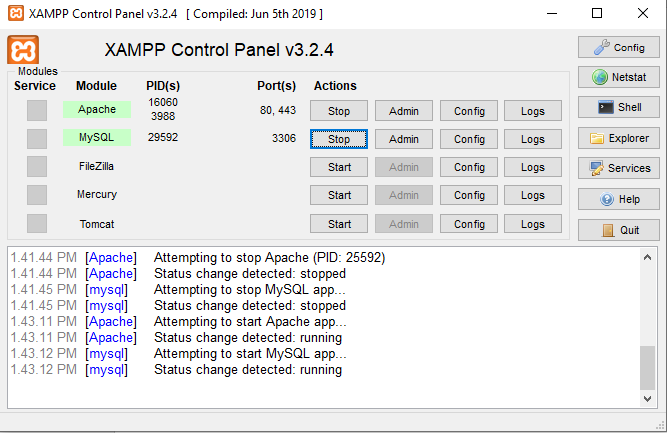 XAMPP Control Panel v3.2.4 [ Compiled: Jun 5th 2019 ]
XAMPP Control Panel v3.2.4
Config
Modules
Service Module PID(s) Port(s) Actions
Netstat
Apache 16060 3988 80, 443 Stop Admin Config Logs
Shell
MySQL 29592 3306 Stop Admin Config Logs
Explorer
FileZilla Start Admin Config Logs
Services
Mercury Start Admin Config Logs
Help
Tomcat Start Admin Config Logs
Quit
1.41.44 PM [Apache] Attempting to stop Apache (PID: 25592)
1.41.44 PM [Apache] Status change detected: stopped
1.41.45 PM [mysql] Attempting to stop MySQL app...
1.41.45 PM [mysql] Status change detected: stopped
1.43.11 PM [Apache] Attempting to start Apache app...
1.43.11 PM [Apache] Status change detected: running
1.43.12 PM [mysql] Attempting to start MySQL app...
1.43.12 PM [mysql] Status change detected: running